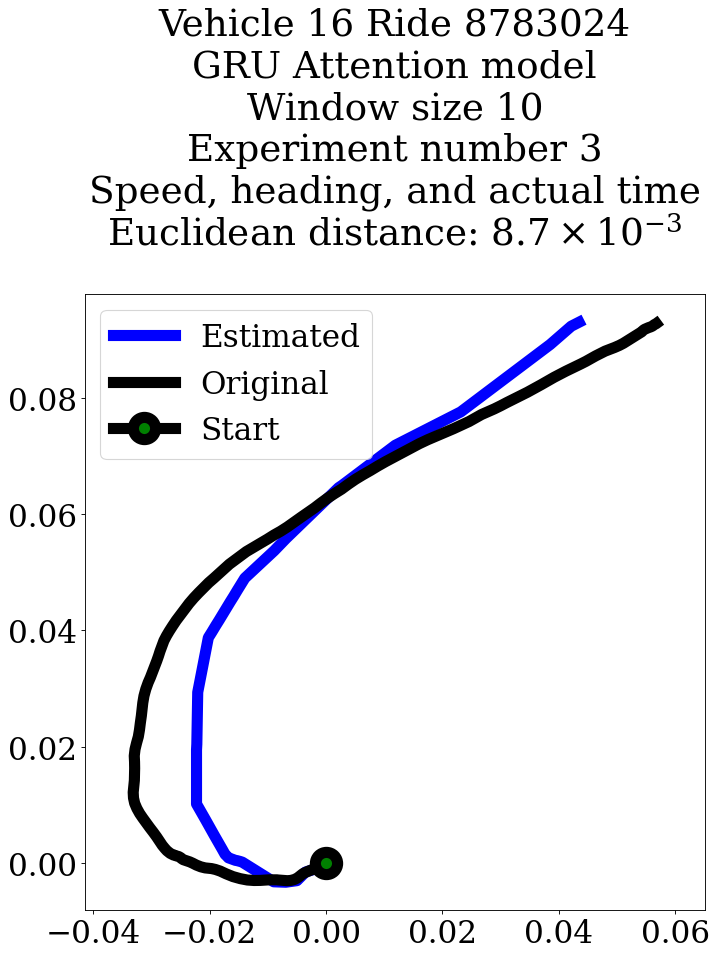 Vehicle 16 Ride 8783024
GRU Attention model
Window size 10
Experiment number 3
Speed, heading, and actual time
Euclidean distance: 8.7 × 10⁻³
Estimated
Original
Start
0.08
0.06
0.04
0.02
0.00
−0.04 −0.02 0.00 0.02 0.04 0.06